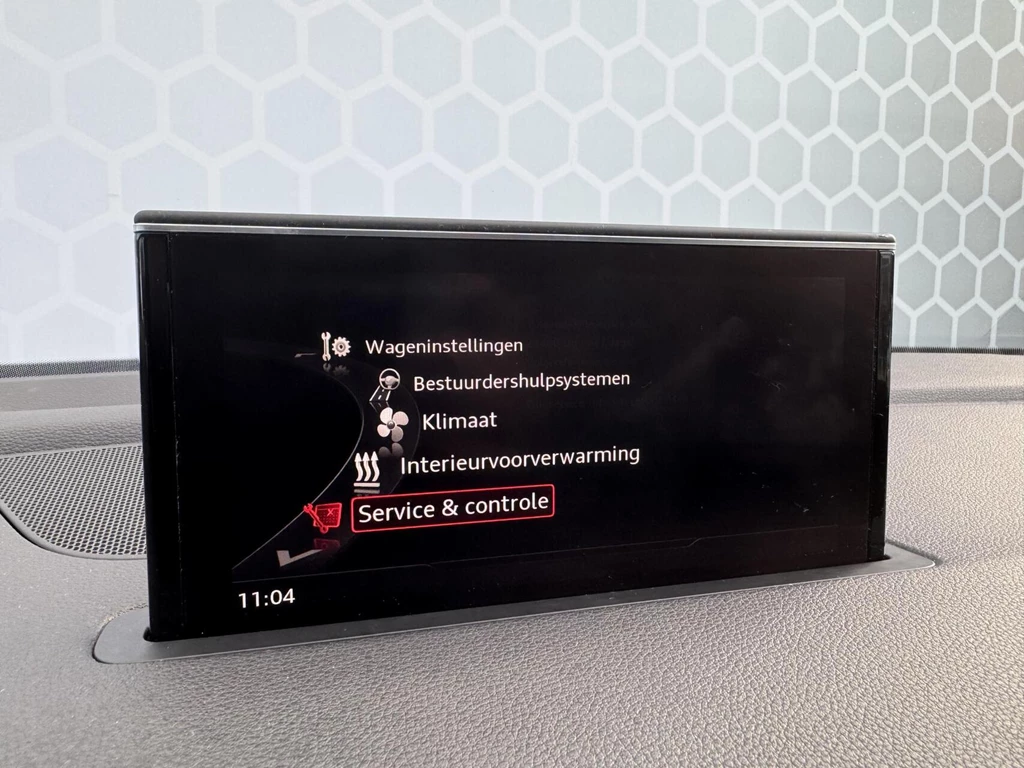 Wageninstellingen
Bestuurdershulpsystemen
Klimaat
Interieurvoorverwarming
Service & controle
11:04